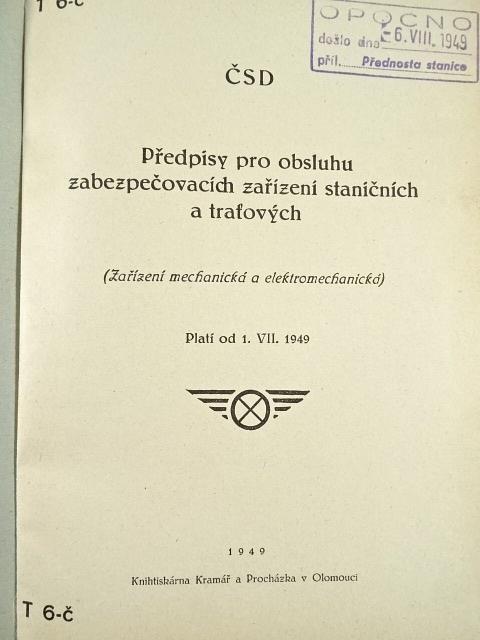 T 6-č
OPOČNO
došlo dne - 6. VIII. 1949
příl. Přednosta stanice
ČSD
Předpisy pro obsluhu
zabezpečovacích zařízení staničních
a traťových
(Zařízení mechanická a elektromechanická)
Platí od 1. VII. 1949
1949
Knihtiskárna Kramář a Procházka v Olomouci
T 6-č